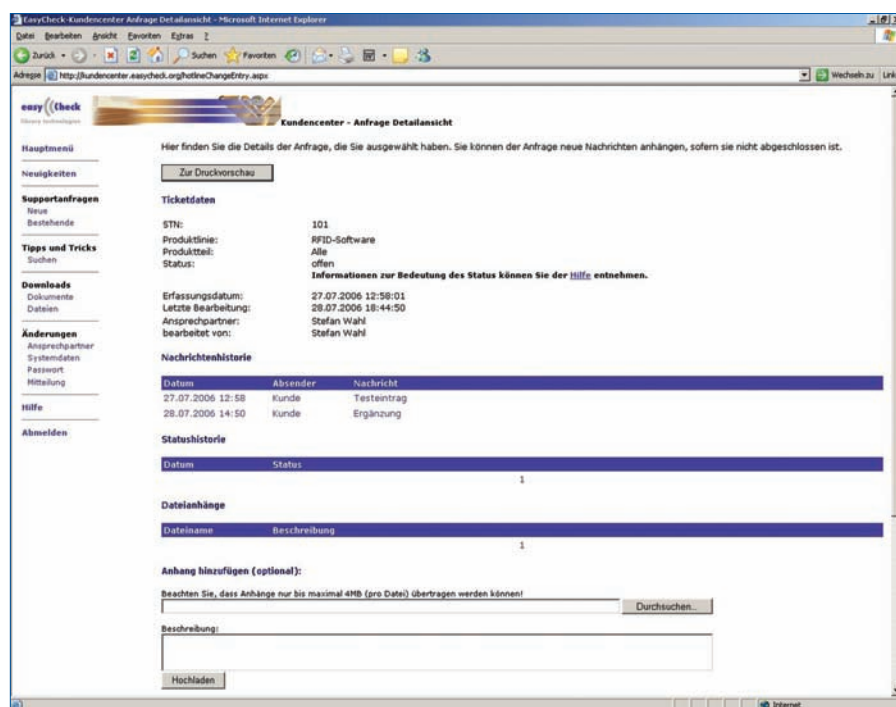 EasyCheck-Kundencenter Anfrage Detailansicht - Microsoft Internet Explorer
Datei Bearbeiten Ansicht Favoriten Extras ?
Zurück Suchen Favoriten
Adresse http://kundencenter.easycheck.org/hotlineChangeEntry.aspx Wechseln zu Link
easy((Check
library technologies
Kundencenter - Anfrage Detailansicht
Hauptmenü
Neuigkeiten
Supportanfragen
Neue
Bestehende
Tipps und Tricks
Suchen
Downloads
Dokumente
Dateien
Änderungen
Ansprechpartner
Systemdaten
Passwort
Mitteilung
Hilfe
Abmelden
Hier finden Sie die Details der Anfrage, die Sie ausgewählt haben. Sie können der Anfrage neue Nachrichten anhängen, sofern sie nicht abgeschlossen ist.
Zur Druckvorschau
Ticketdaten
STN: 101
Produktlinie: RFID-Software
Produktteil: Alle
Status: offen
Informationen zur Bedeutung des Status können Sie der Hilfe entnehmen.
Erfassungsdatum: 27.07.2006 12:58:01
Letzte Bearbeitung: 28.07.2006 18:44:50
Ansprechpartner: Stefan Wahl
bearbeitet von: Stefan Wahl
Nachrichtenhistorie
Datum Absender Nachricht
27.07.2006 12:58 Kunde Testeintrag
28.07.2006 14:50 Kunde Ergänzung
Statushistorie
Datum Status
1
Dateianhänge
Dateiname Beschreibung
1
Anhang hinzufügen (optional):
Beachten Sie, dass Anhänge nur bis maximal 4MB (pro Datei) übertragen werden können!
Durchsuchen...
Beschreibung:
Hochladen
Internet